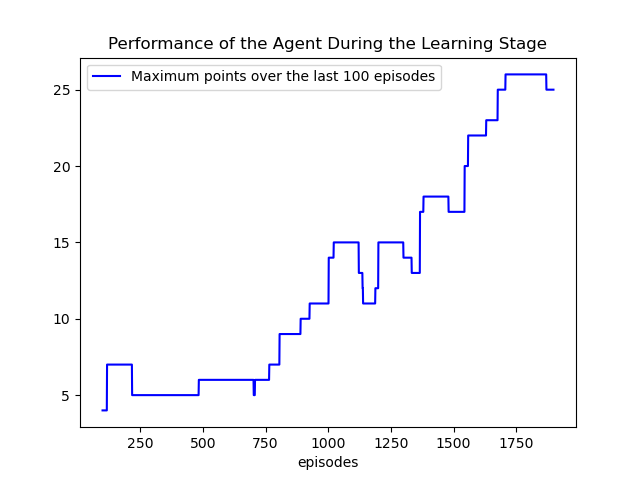 Performance of the Agent During the Learning Stage
Maximum points over the last 100 episodes
25
20
15
10
5
250 500 750 1000 1250 1500 1750
episodes